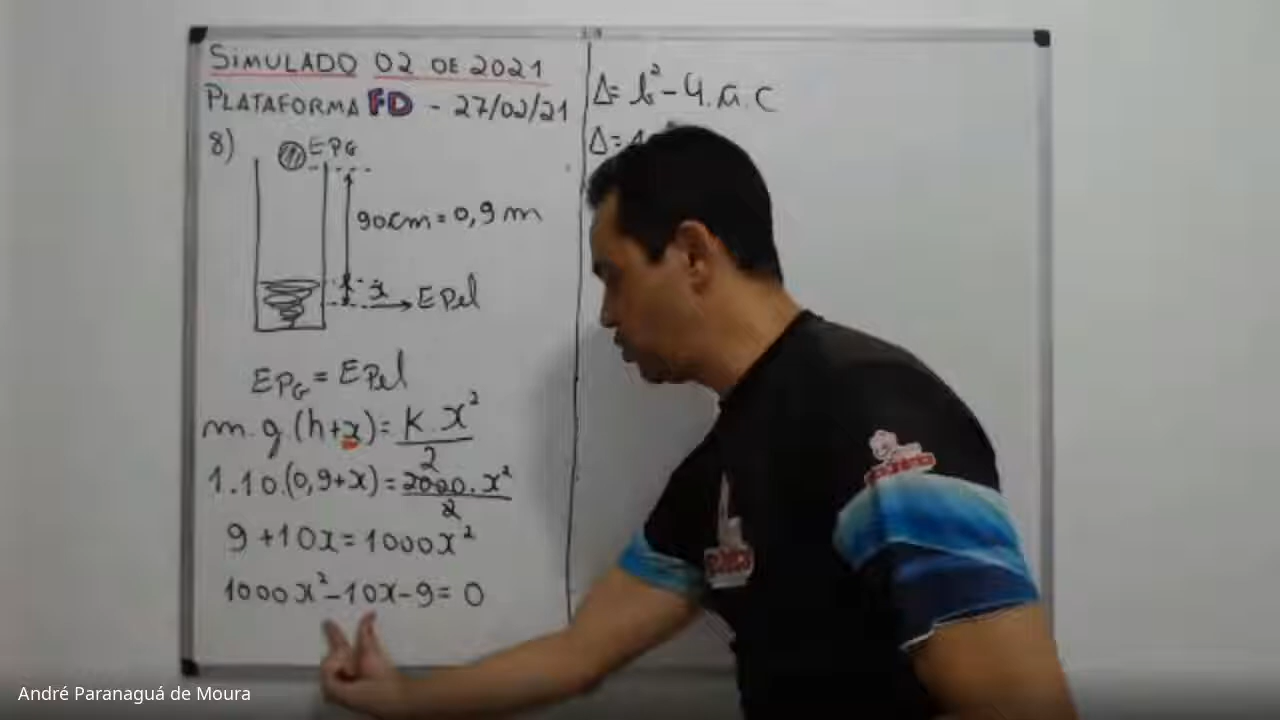 SIMULADO 02 DE 2021
PLATAFORMA FD - 27/02/21
8)
EPG
90cm = 0,9 m
x
EPel
EPG = EPel
m.g.(h+x) = K.x²/2
1.10.(0,9+x) = 2000.x²/2
9 + 10x = 1000x²
1000x² - 10x - 9 = 0
Δ = b² - 4.a.c
Δ =
André Paranaguá de Moura